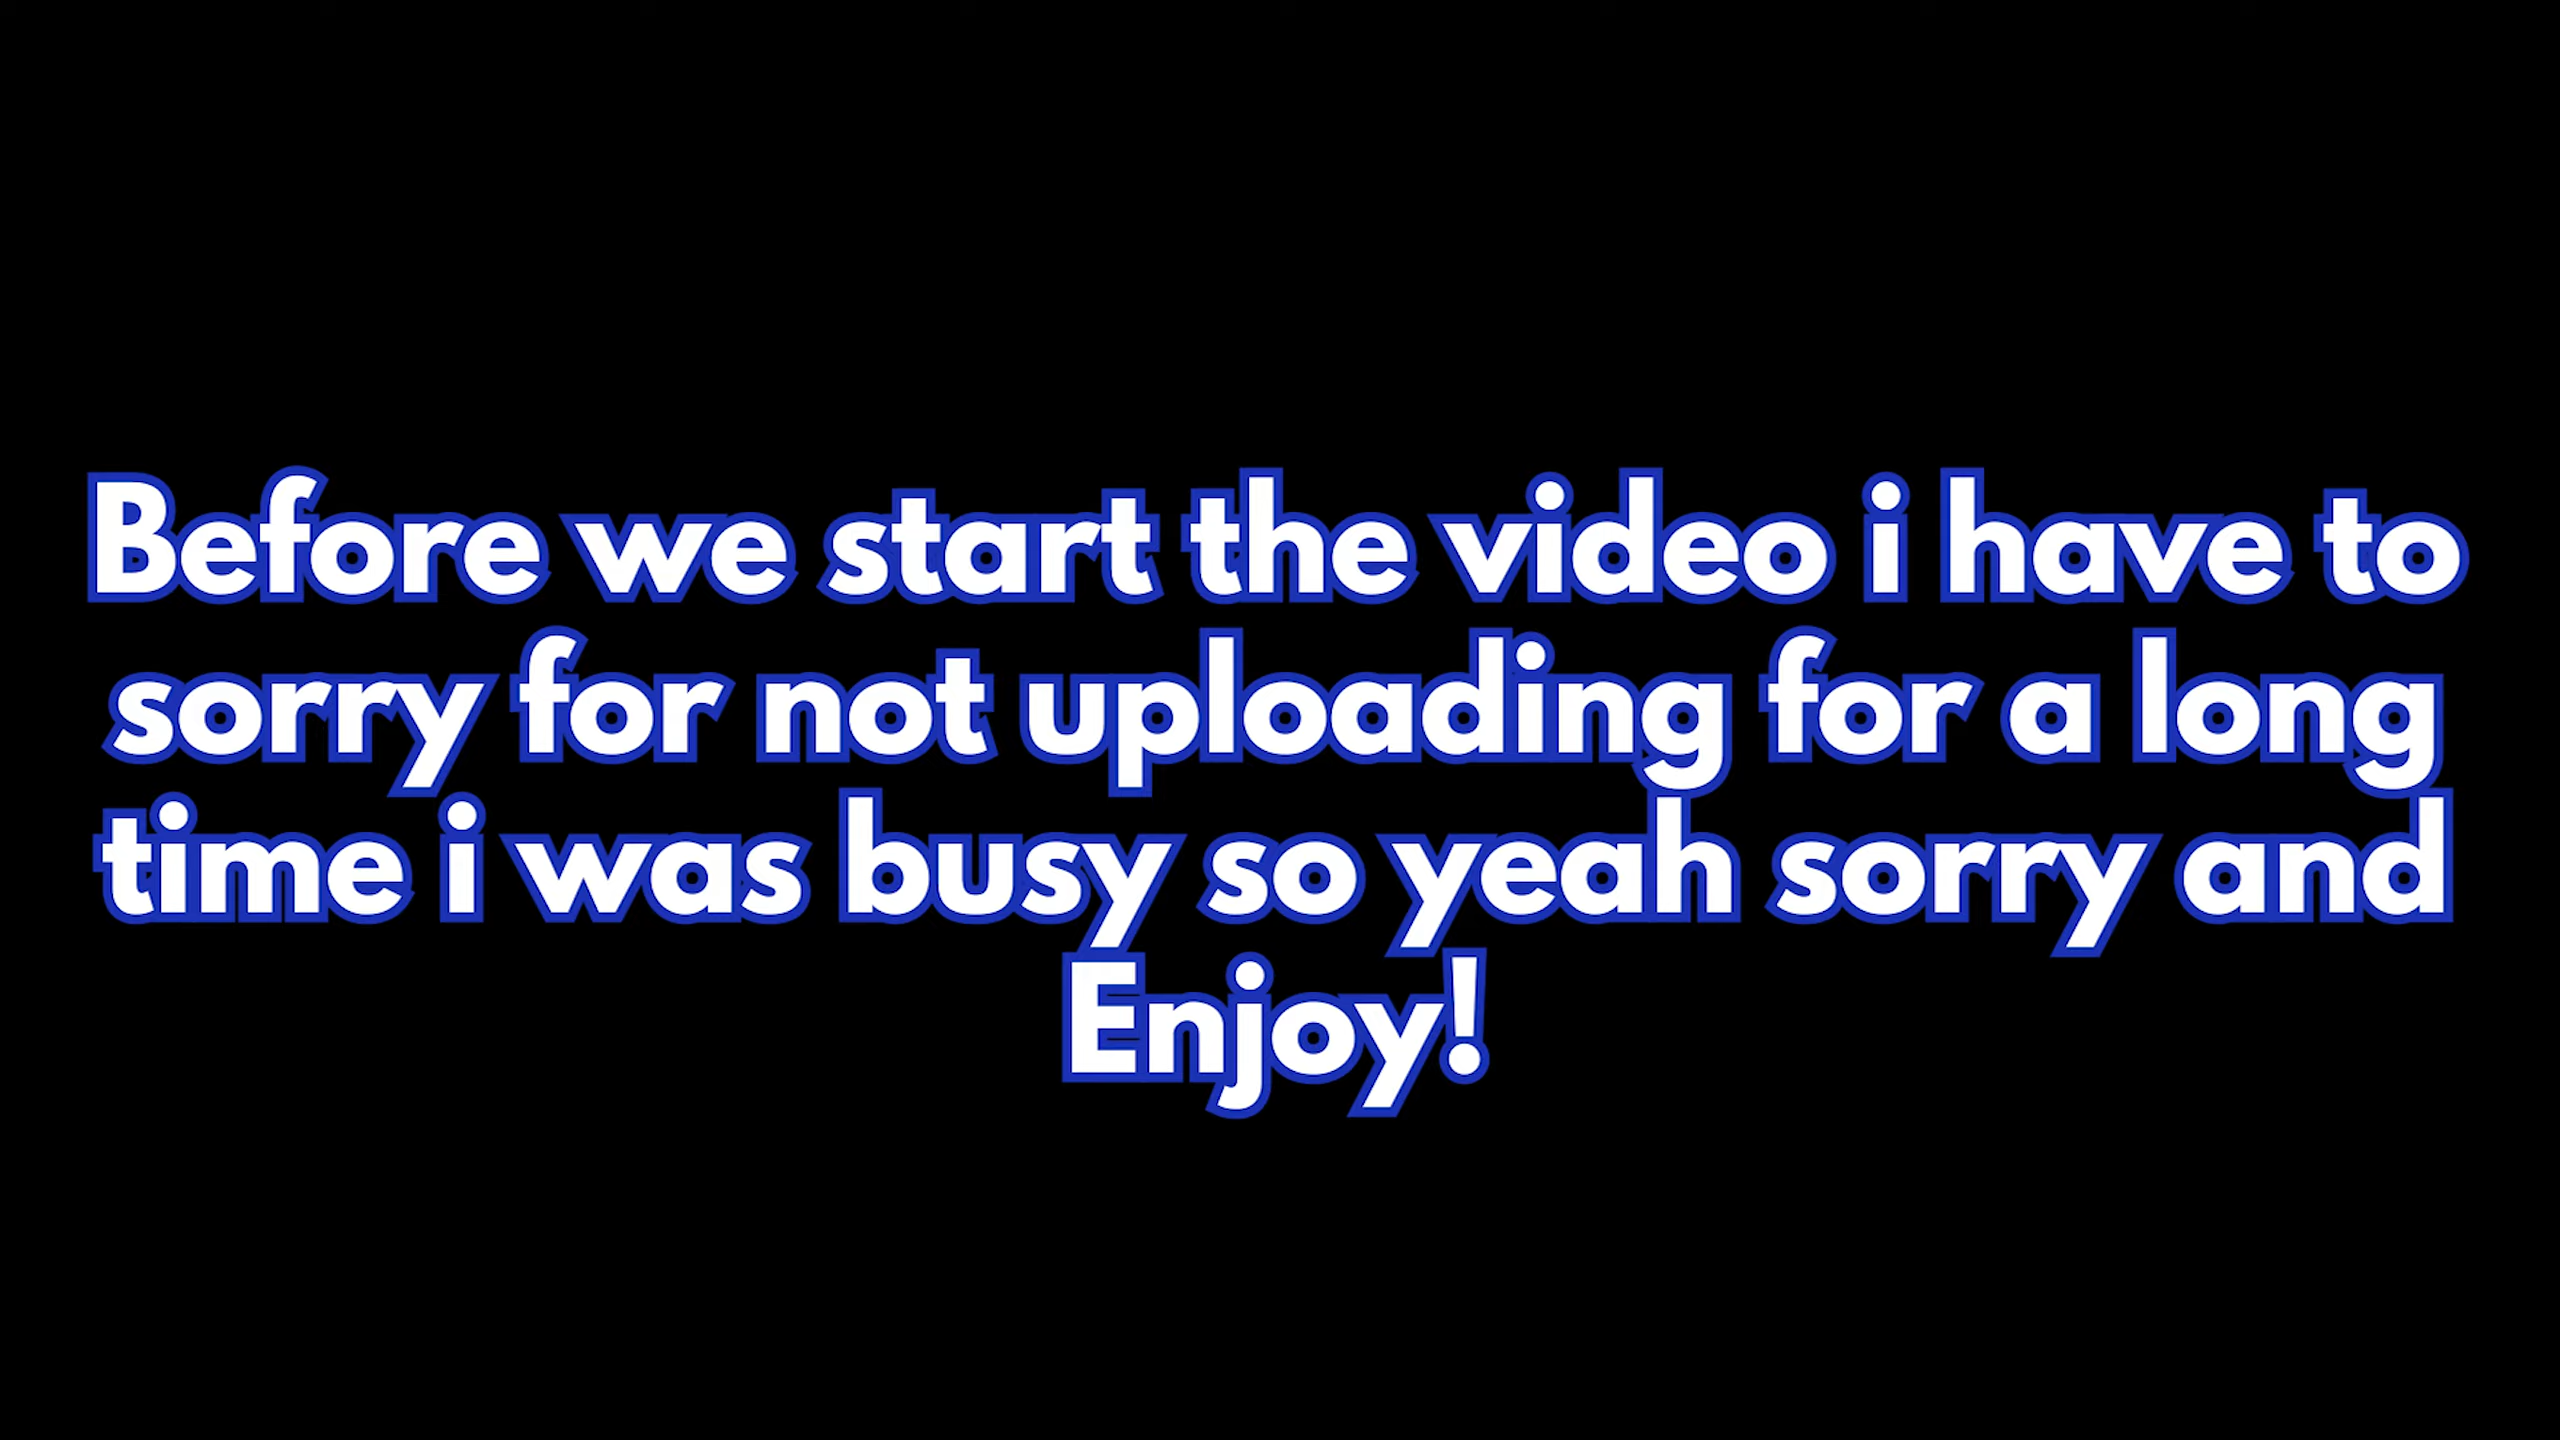 Before we start the video i have to
sorry for not uploading for a long
time i was busy so yeah sorry and
Enjoy!